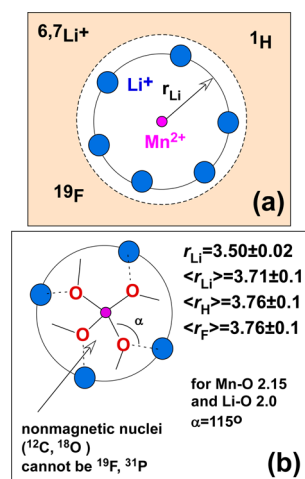 6,7Li+
1H
Li+
rLi
Mn2+
19F
(a)
rLi=3.50±0.02
<rLi>=3.71±0.1
<rH>=3.76±0.1
<rF>=3.76±0.1
O
O
α
O
O
for Mn-O 2.15
and Li-O 2.0
α=115º
nonmagnetic nuclei
(12C, 18O )
cannot be 19F, 31P
(b)